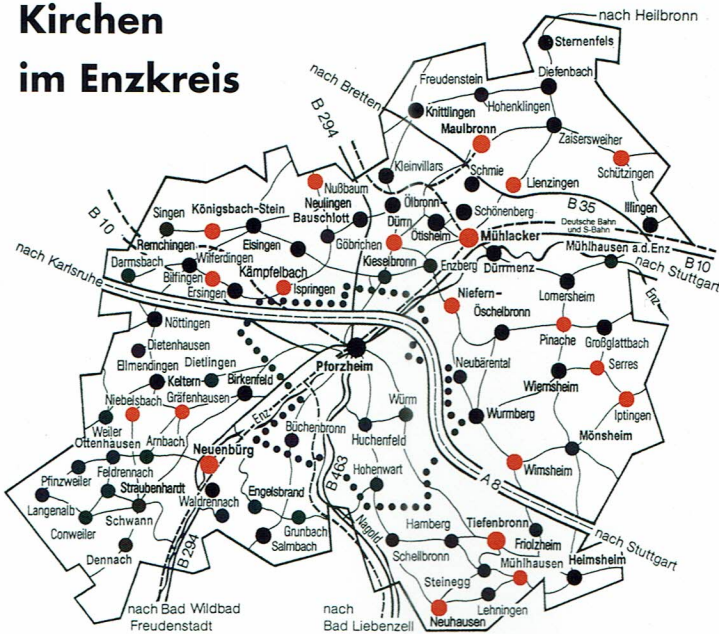 Kirchen
im Enzkreis
nach Heilbronn
Sternenfels
Freudenstein
Diefenbach
nach Bretten
Hohenklingen
Knittlingen
B 294
Maulbronn
Zaisersweiher
Kleinvillars
Schützingen
Schmie
Lienzingen
Nußbaum
B 35
Neulingen
Ölbronn
Königsbach-Stein
Bauschlott
Singen
Dürrn
Schönenberg
Illingen
B 10
Ötisheim
Deutsche Bahn
und S-Bahn
Remchingen
Eisingen
Göbrichen
Mühlacker
Mühlhausen a.d.Enz
B 10
nach Karlsruhe
Wilferdingen
Kieselbronn
Enzberg
Dürrmenz
nach Stuttgart
Darmsbach
Kämpfelbach
Bilfingen
Ispringen
Ersingen
Niefern-
Öschelbronn
Lomersheim
Enz
Nöttingen
Pinache
Großglattbach
Dietenhausen
Pforzheim
Neubärental
Serres
Ellmendingen
Dietlingen
Wiernsheim
Keltern
Birkenfeld
Niebelsbach
Gräfenhausen
Würm
Iptingen
Enz
Wurmberg
Weiler
Büchenbronn
Huchenfeld
Mönsheim
Ottenhausen
Arnbach
Neuenbürg
Pfinzweiler
Feldrennach
B 463
Hohenwart
Wimsheim
A 8
Straubenhardt
Waldrennach
Engelsbrand
Langenalb
Schwann
Conweiler
Grunbach
Nagold
Hamberg
Tiefenbronn
Salmbach
Schellbronn
Friolzheim
nach Stuttgart
Dennach
B 294
Mühlhausen
Heimsheim
Steinegg
Lehningen
Neuhausen
nach Bad Wildbad
Freudenstadt
nach
Bad Liebenzell